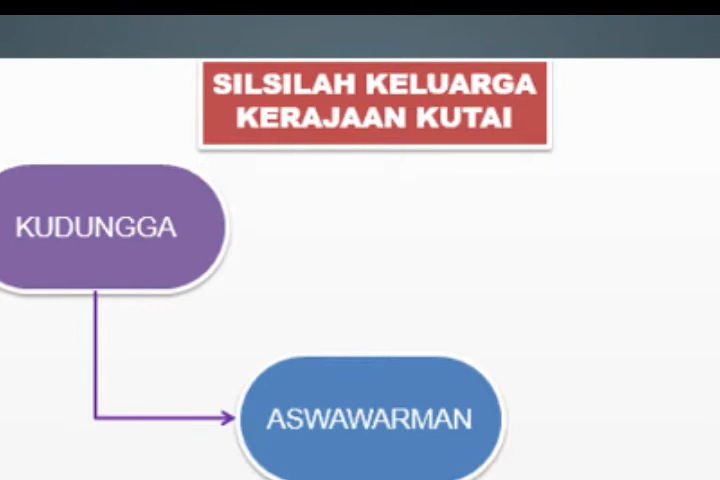 SILSILAH KELUARGA
KERAJAAN KUTAI
KUDUNGGA
ASWAWARMAN